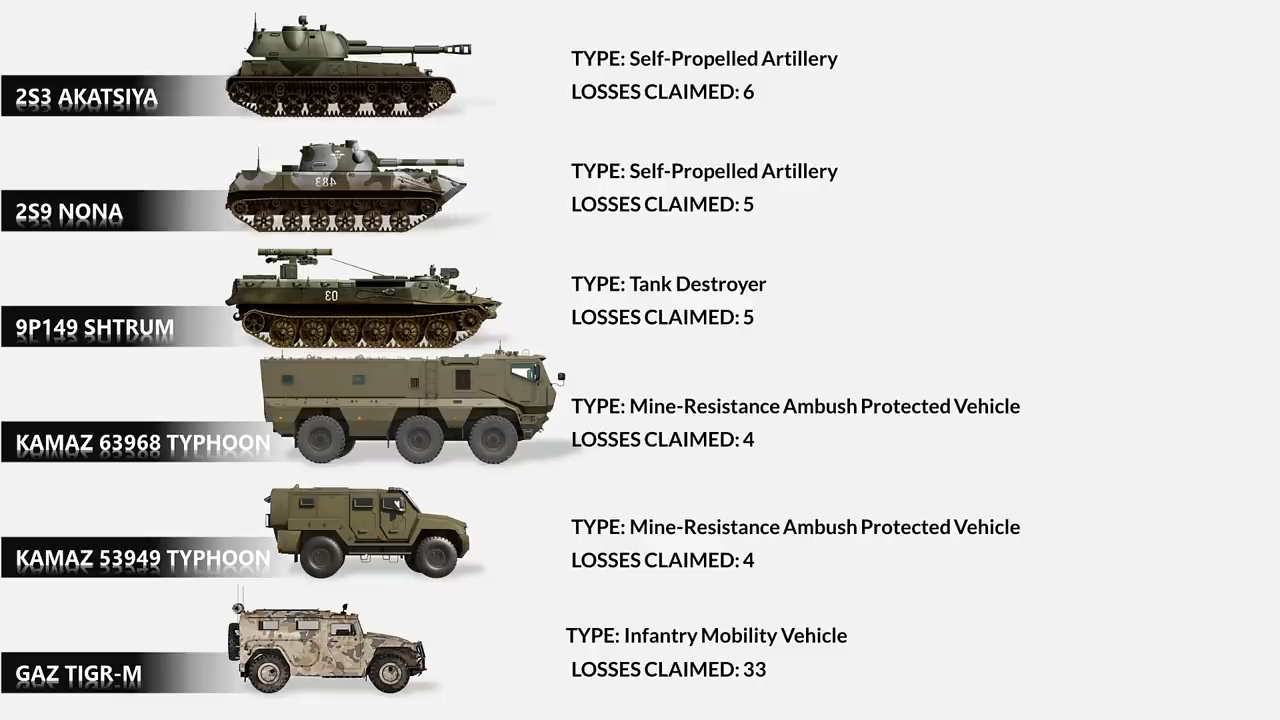 TYPE: Self-Propelled Artillery
2S3 AKATSIYA
LOSSES CLAIMED: 6
TYPE: Self-Propelled Artillery
483
2S9 NONA
LOSSES CLAIMED: 5
TYPE: Tank Destroyer
03
9P149 SHTRUM
LOSSES CLAIMED: 5
TYPE: Mine-Resistance Ambush Protected Vehicle
KAMAZ 63968 TYPHOON
LOSSES CLAIMED: 4
TYPE: Mine-Resistance Ambush Protected Vehicle
KAMAZ 53949 TYPHOON
LOSSES CLAIMED: 4
TYPE: Infantry Mobility Vehicle
GAZ TIGR-M
LOSSES CLAIMED: 33